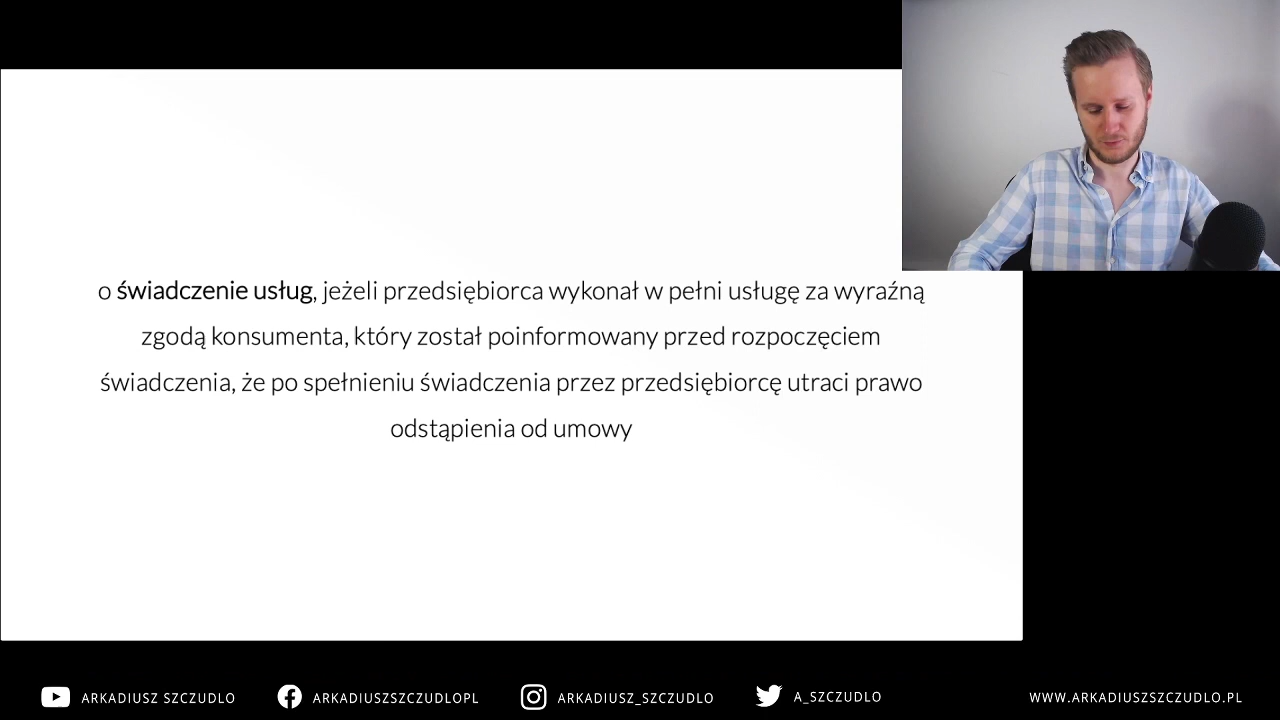 o świadczenie usług, jeżeli przedsiębiorca wykonał w pełni usługę za wyraźną
zgodą konsumenta, który został poinformowany przed rozpoczęciem
świadczenia, że po spełnieniu świadczenia przez przedsiębiorcę utraci prawo
odstąpienia od umowy
ARKADIUSZ SZCZUDLO
ARKADIUSZSZCZUDLOPL
ARKADIUSZ_SZCZUDLO
A_SZCZUDLO
WWW.ARKADIUSZSZCZUDLO.PL